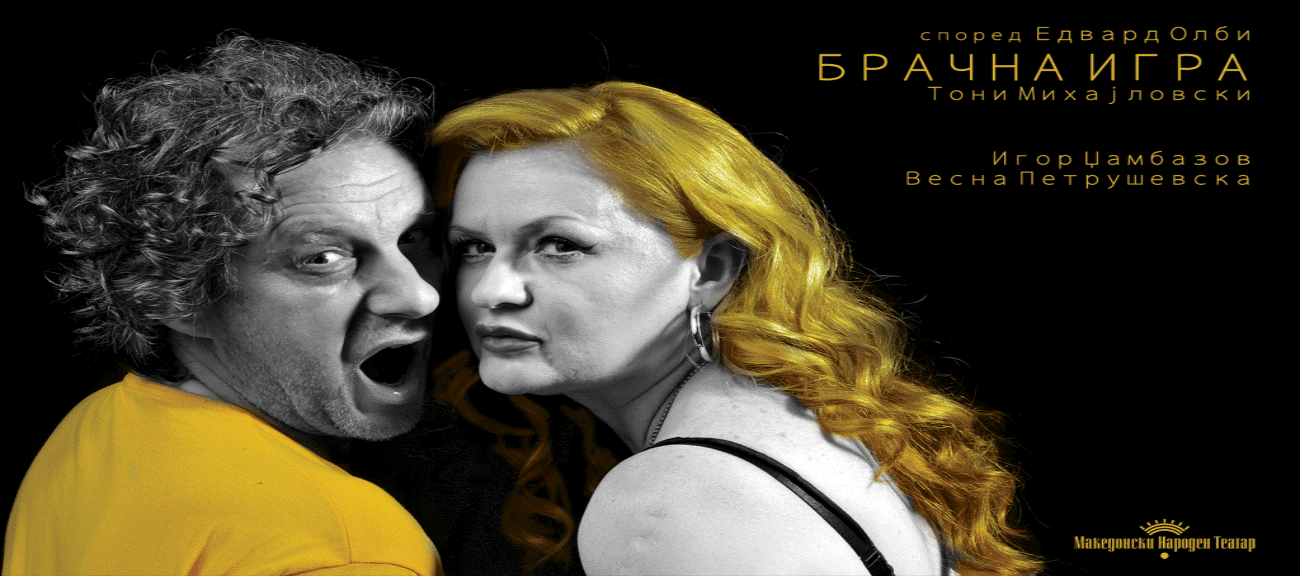 според Едвард Олби
БРАЧНА ИГРА
Тони Михајловски
Игор Џамбазов
Весна Петрушевска
Македонски Народен Театар